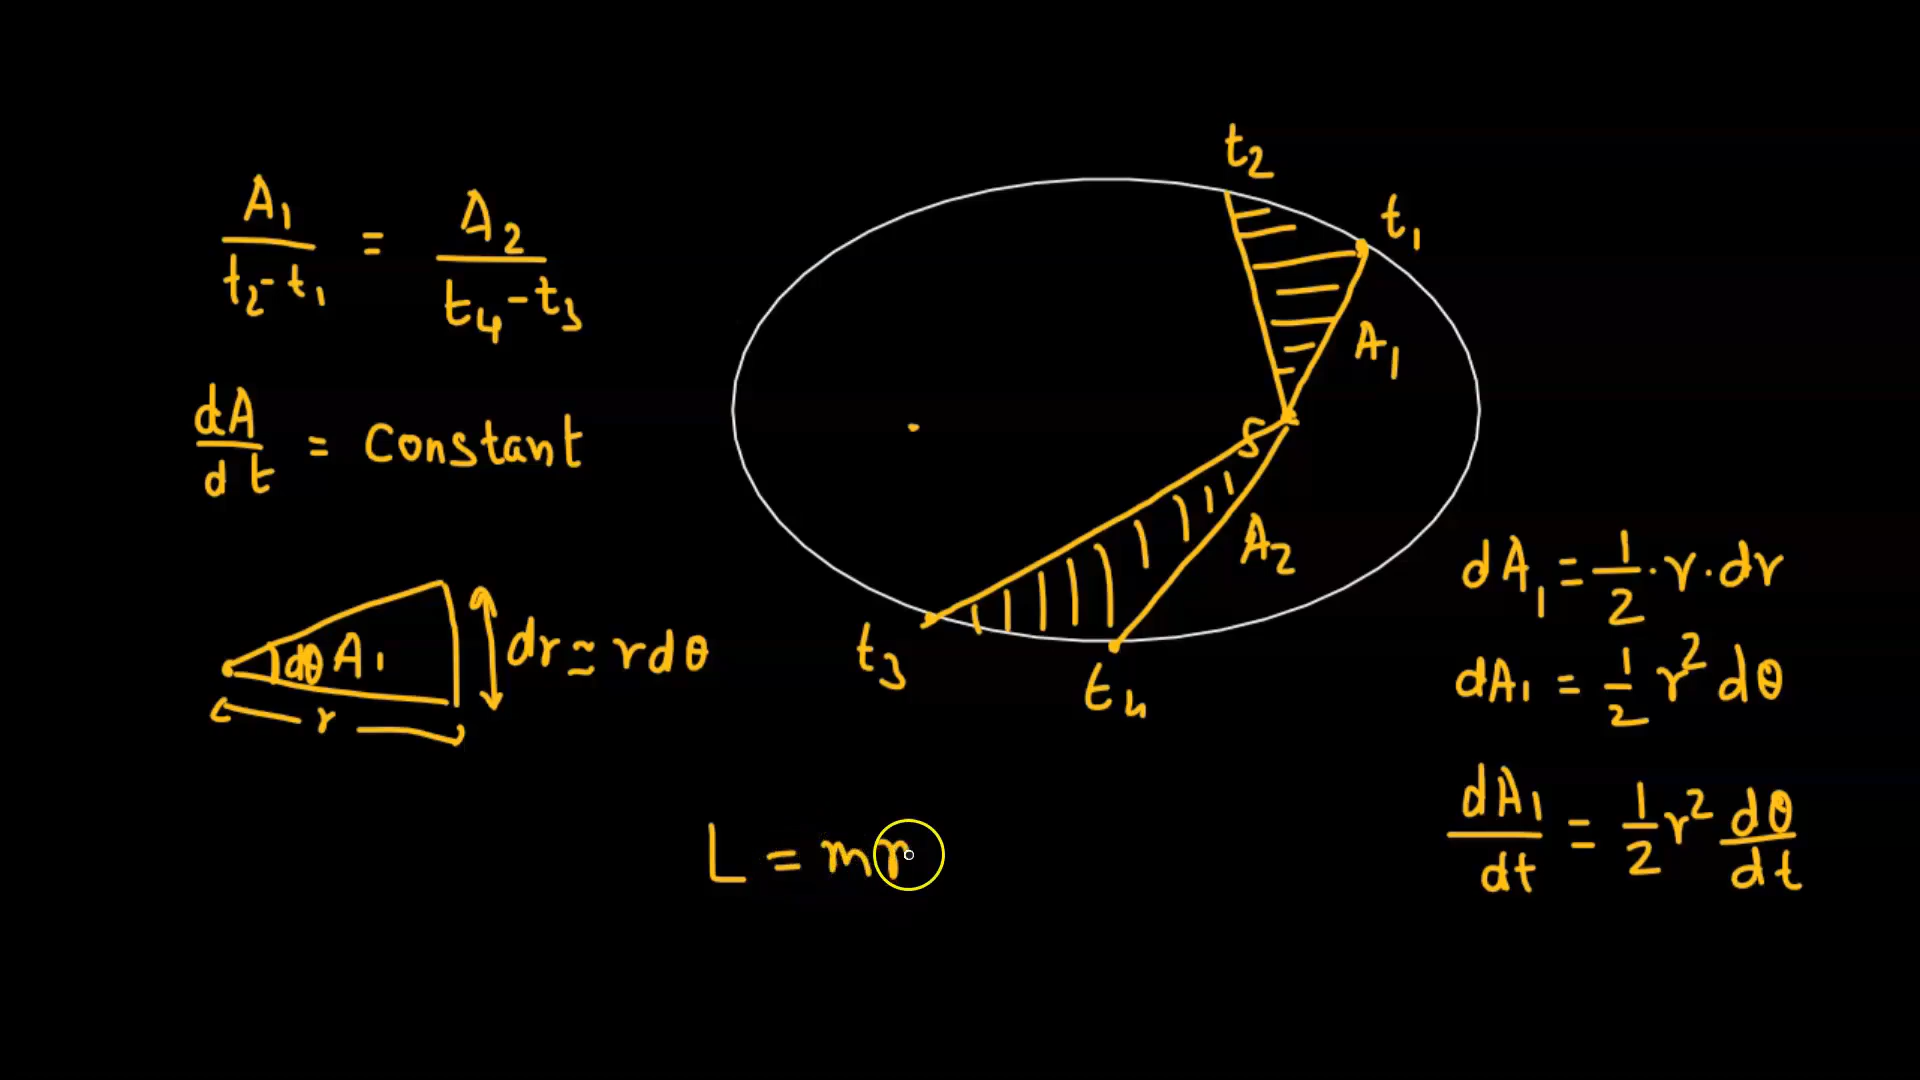 A₁/(t₂-t₁) = A₂/(t₄-t₃)
dA/dt = Constant
dθ A₁
dr ≃ rdθ
r
t₂
t₁
A₁
S
A₂
t₃
t₄
dA₁ = 1/2 · r · dr
dA₁ = 1/2 r² dθ
dA₁/dt = 1/2 r² dθ/dt
L = mr